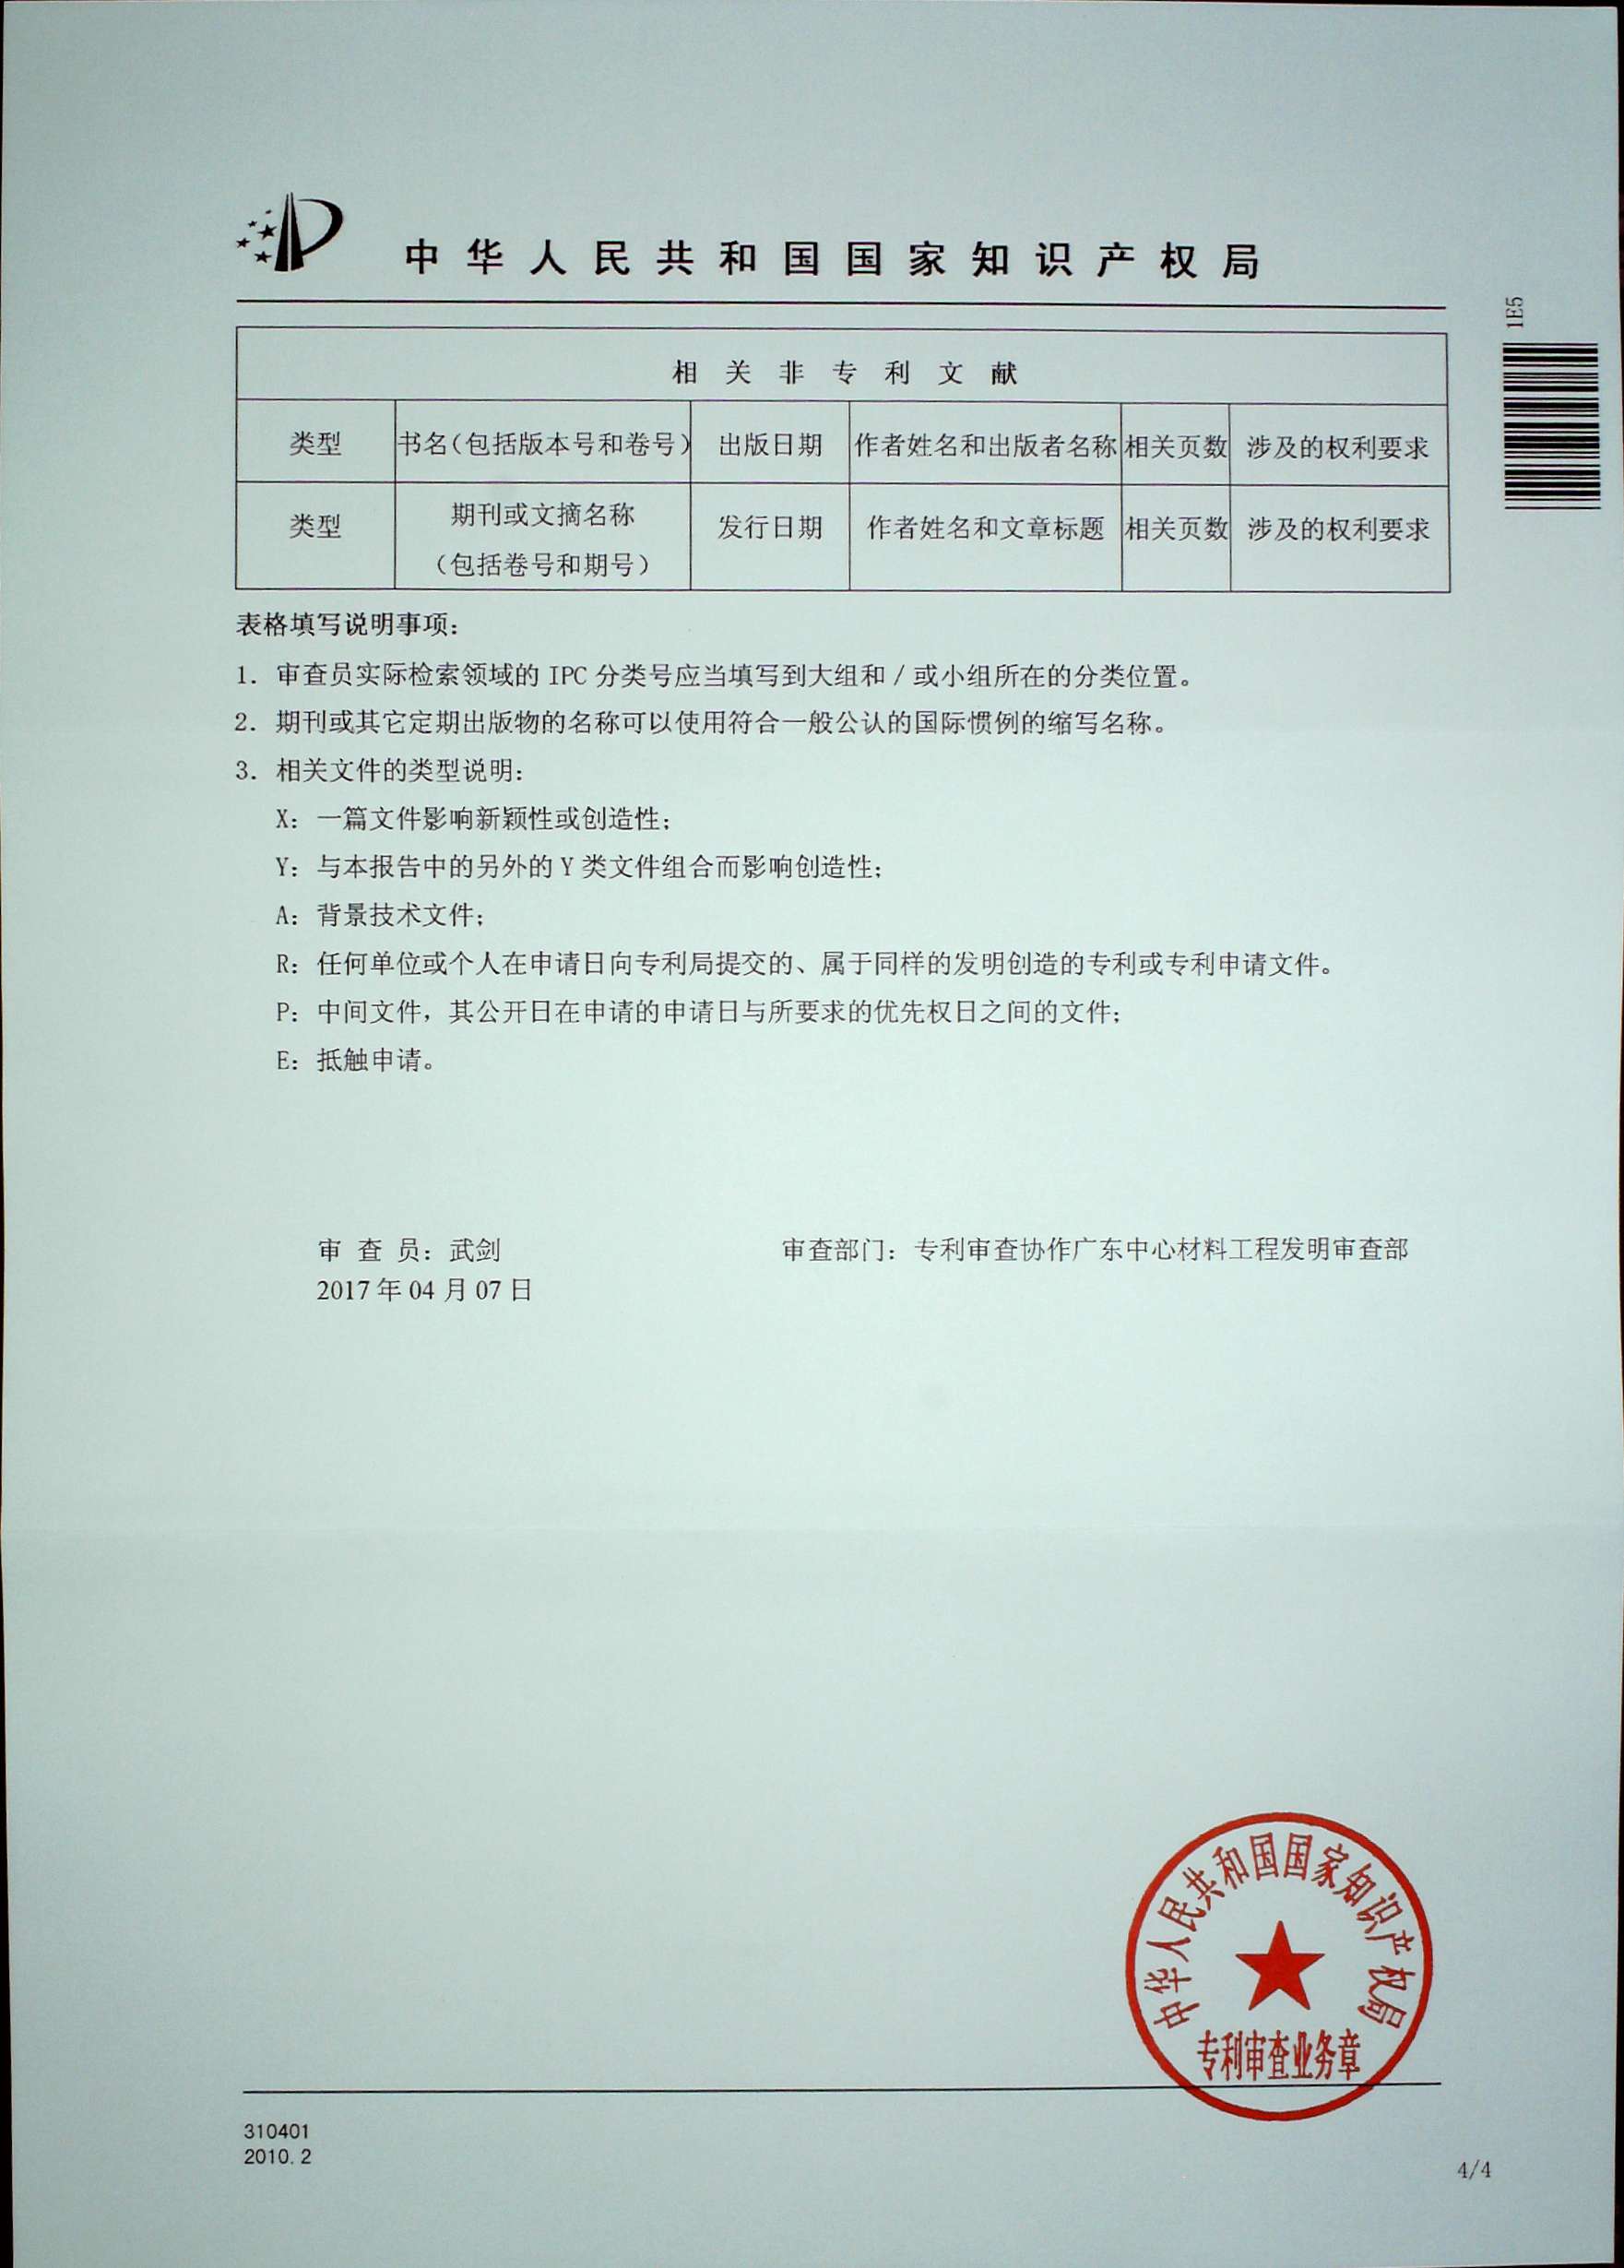 中华人民共和国国家知识产权局
1E5
相关非专利文献
类型 书名(包括版本号和卷号) 出版日期 作者姓名和出版者名称 相关页数 涉及的权利要求
类型 期刊或文摘名称 发行日期 作者姓名和文章标题 相关页数 涉及的权利要求
(包括卷号和期号)
表格填写说明事项:
1. 审查员实际检索领域的 IPC 分类号应当填写到大组和/或小组所在的分类位置。
2. 期刊或其它定期出版物的名称可以使用符合一般公认的国际惯例的缩写名称。
3. 相关文件的类型说明:
X: 一篇文件影响新颖性或创造性;
Y: 与本报告中的另外的 Y 类文件组合而影响创造性;
A: 背景技术文件;
R: 任何单位或个人在申请日向专利局提交的、属于同样的发明创造的专利或专利申请文件。
P: 中间文件，其公开日在申请的申请日与所要求的优先权日之间的文件;
E: 抵触申请。
审 查 员: 武剑 审查部门: 专利审查协作广东中心材料工程发明审查部
2017 年 04 月 07 日
中华人民共和国国家知识产权局
专利审查业务章
310401
2010. 2
4/4